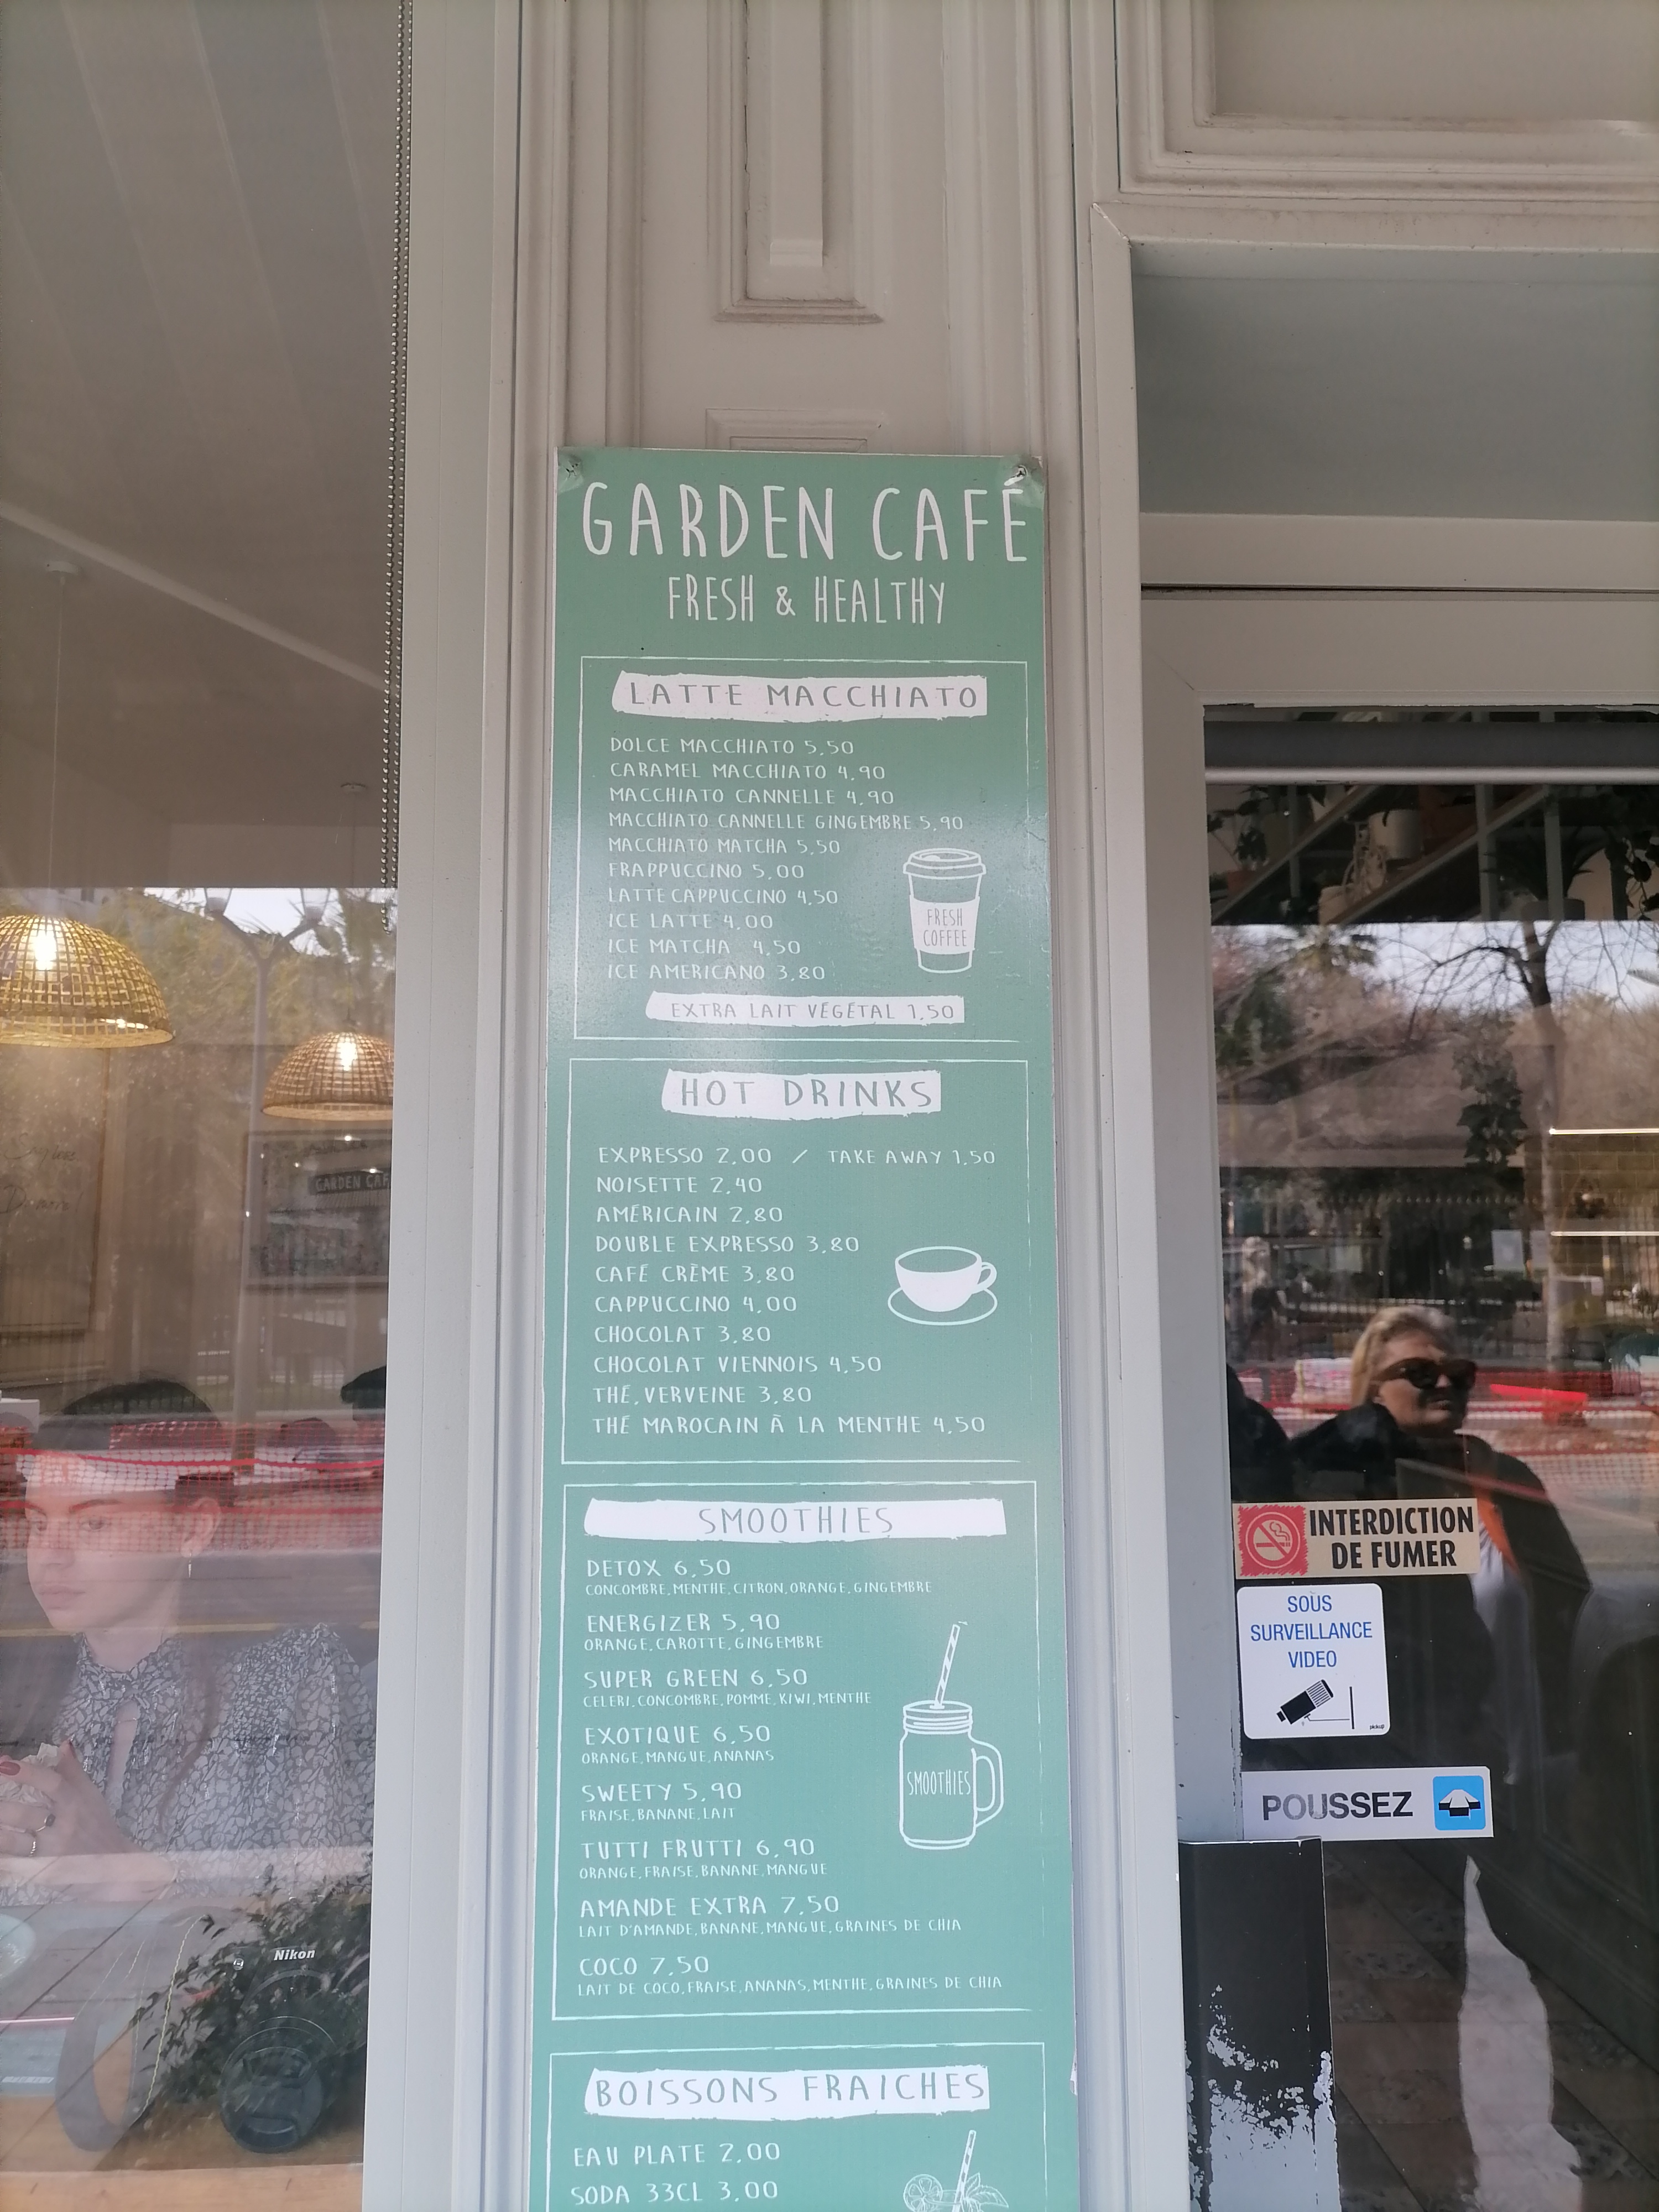 GARDEN CAFÉ
FRESH & HEALTHY
LATTE MACCHIATO
DOLCE MACCHIATO 5,50
CARAMEL MACCHIATO 4,90
MACCHIATO CANNELLE 4,90
MACCHIATO CANNELLE GINGEMBRE 5,90
MACCHIATO MATCHA 5,50
FRAPPUCCINO 5,00
LATTE CAPPUCCINO 4,50
ICE LATTE 4,00
ICE MATCHA 4,50
ICE AMERICANO 3,80
FRESH
COFFEE
EXTRA LAIT VÉGÉTAL 1,50
HOT DRINKS
EXPRESSO 2,00 / TAKE AWAY 1,50
NOISETTE 2,40
AMÉRICAIN 2,80
DOUBLE EXPRESSO 3,80
CAFÉ CRÈME 3,80
CAPPUCCINO 4,00
CHOCOLAT 3,80
CHOCOLAT VIENNOIS 4,50
THÉ,VERVEINE 3,80
THÉ MAROCAIN À LA MENTHE 4,50
SMOOTHIES
DETOX 6,50
CONCOMBRE,MENTHE,CITRON,ORANGE,GINGEMBRE
ENERGIZER 5,90
ORANGE,CAROTTE,GINGEMBRE
SUPER GREEN 6,50
CELERI,CONCOMBRE,POMME,KIWI,MENTHE
EXOTIQUE 6,50
ORANGE,MANGUE,ANANAS
SWEETY 5,90
FRAISE,BANANE,LAIT
TUTTI FRUTTI 6,90
ORANGE,FRAISE,BANANE,MANGUE
AMANDE EXTRA 7,50
LAIT D'AMANDE,BANANE,MANGUE,GRAINES DE CHIA
COCO 7,50
LAIT DE COCO,FRAISE,ANANAS,MENTHE,GRAINES DE CHIA
SMOOTHIES
BOISSONS FRAICHES
EAU PLATE 2,00
SODA 33CL 3,00
INTERDICTION
DE FUMER
SOUS
SURVEILLANCE
VIDEO
pickup
POUSSEZ
GARDEN CAF
Nikon